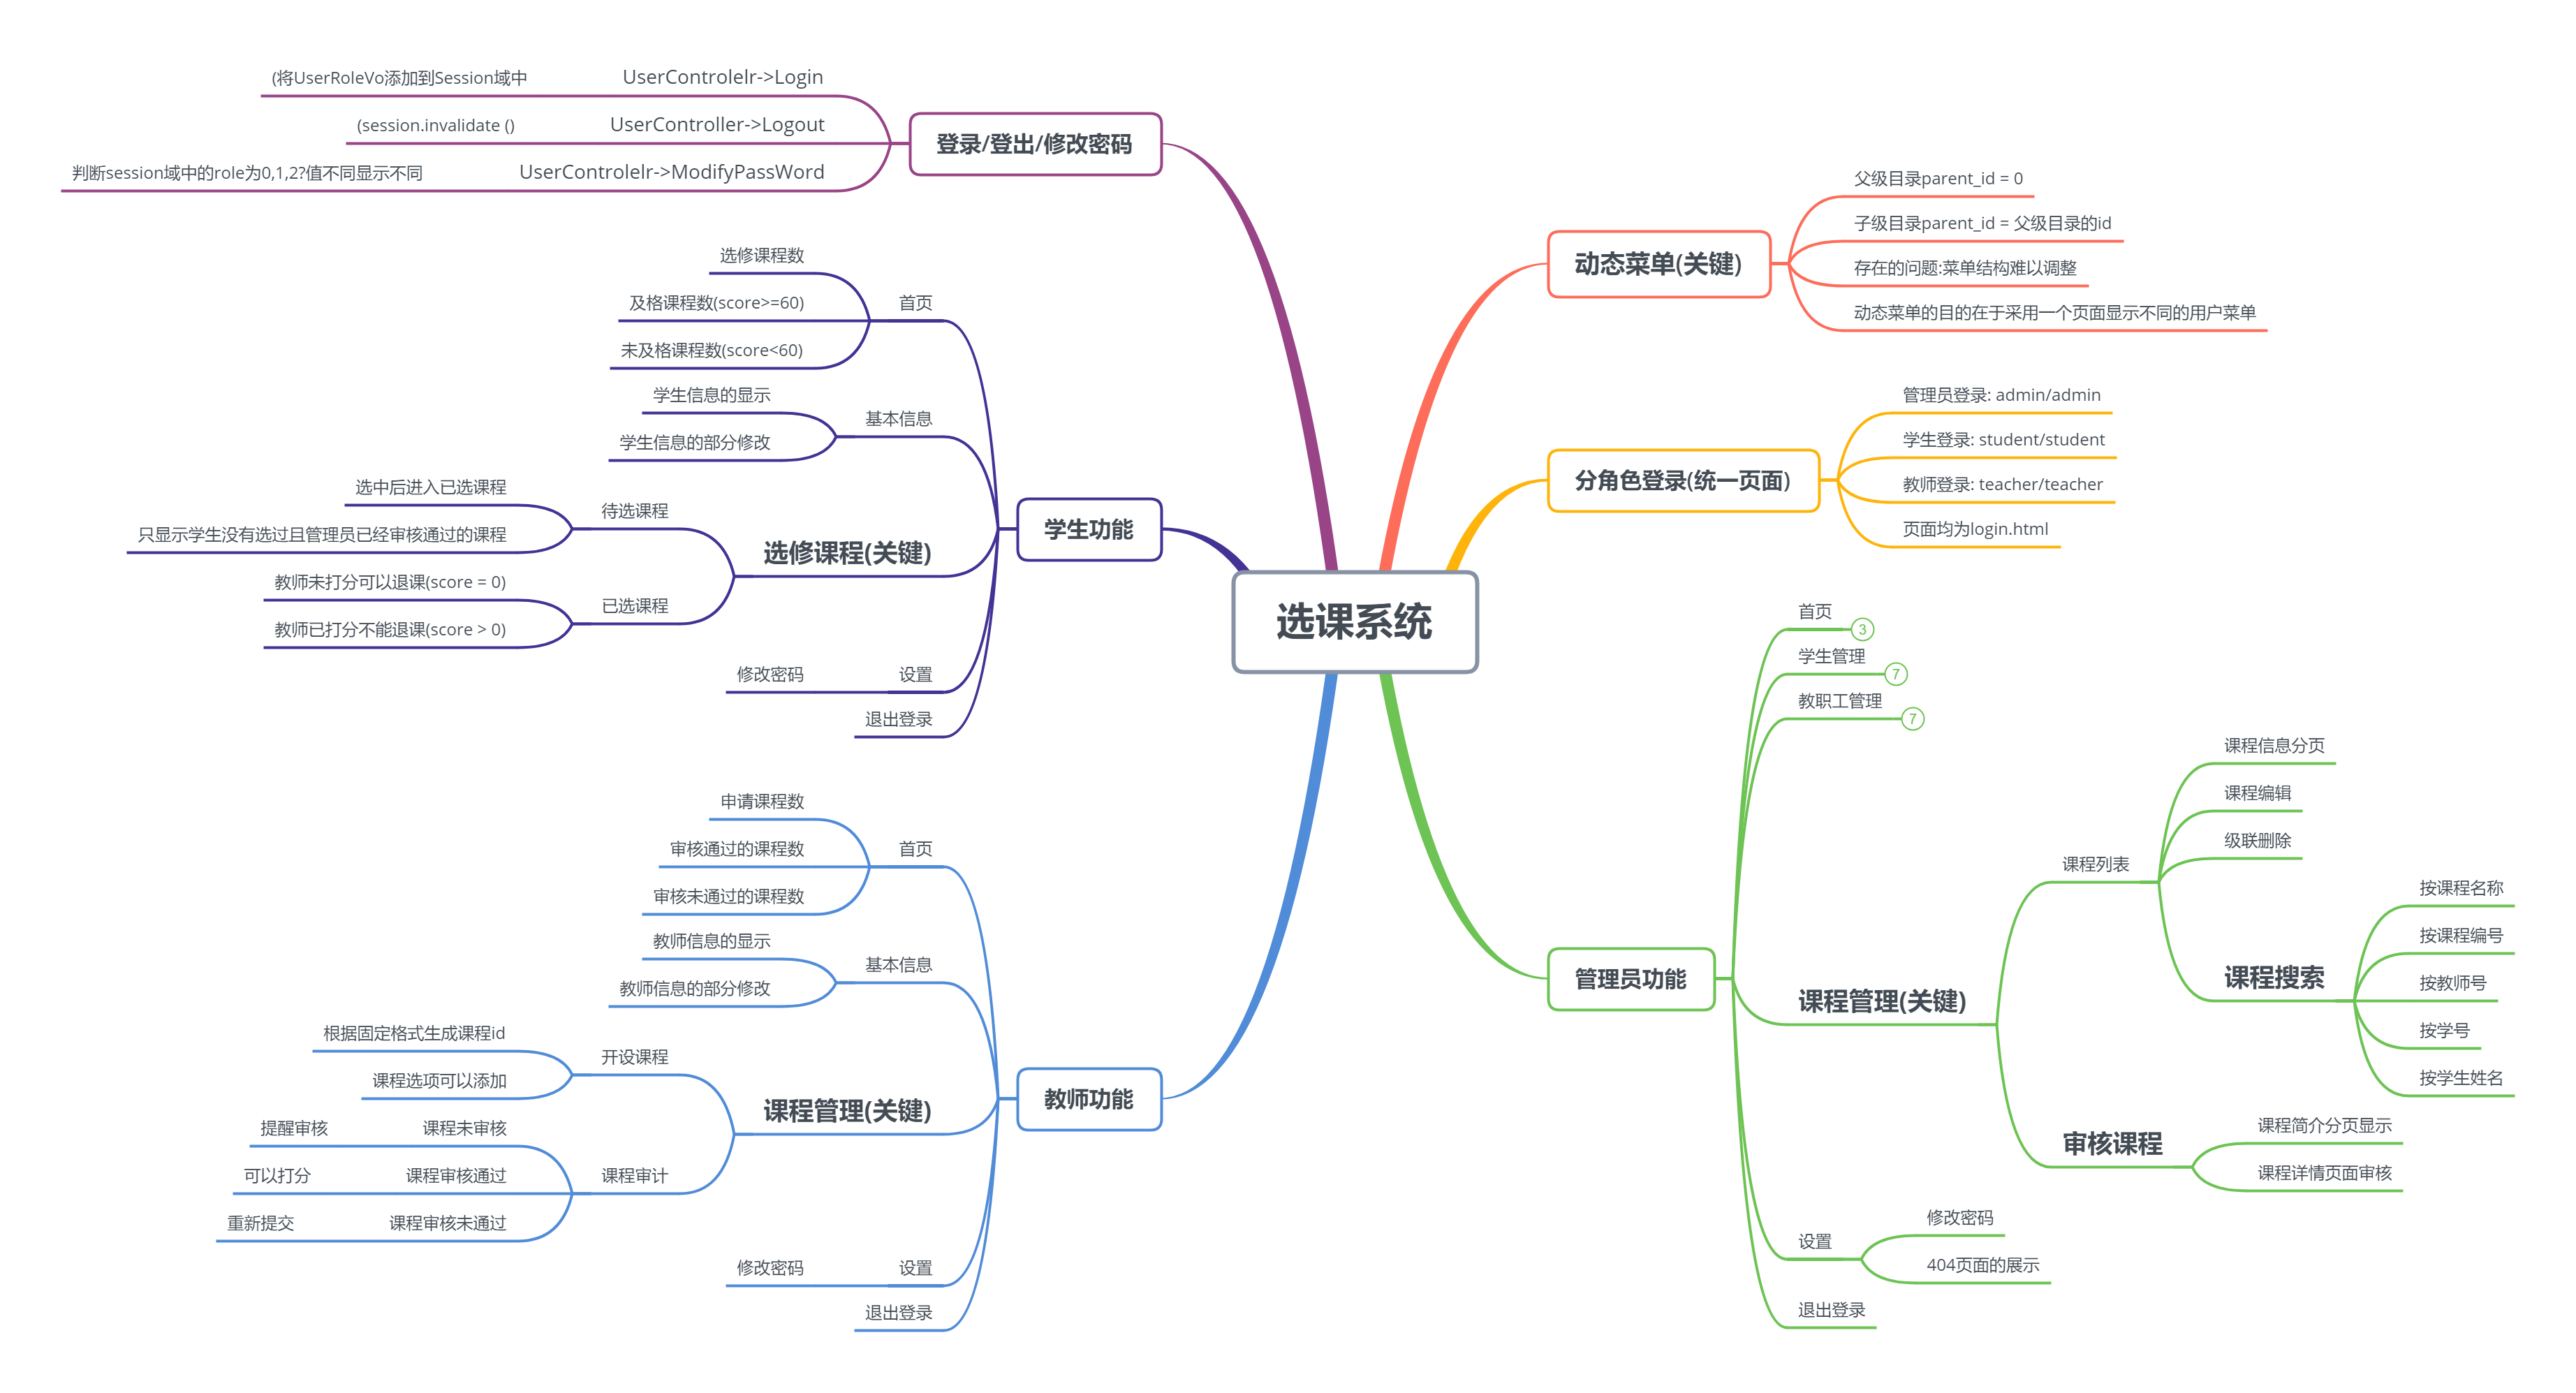 选课系统
登录/登出/修改密码
UserControlelr->Login
(将UserRoleVo添加到Session域中
UserController->Logout
(session.invalidate ()
UserControlelr->ModifyPassWord
判断session域中的role为0,1,2?值不同显示不同
学生功能
首页
选修课程数
及格课程数(score>=60)
未及格课程数(score<60)
基本信息
学生信息的显示
学生信息的部分修改
选修课程(关键)
待选课程
选中后进入已选课程
只显示学生没有选过且管理员已经审核通过的课程
已选课程
教师未打分可以退课(score = 0)
教师已打分不能退课(score > 0)
设置
修改密码
退出登录
教师功能
首页
申请课程数
审核通过的课程数
审核未通过的课程数
基本信息
教师信息的显示
教师信息的部分修改
课程管理(关键)
开设课程
根据固定格式生成课程id
课程选项可以添加
课程审计
课程未审核
提醒审核
课程审核通过
可以打分
课程审核未通过
重新提交
设置
修改密码
退出登录
动态菜单(关键)
父级目录parent_id = 0
子级目录parent_id = 父级目录的id
存在的问题:菜单结构难以调整
动态菜单的目的在于采用一个页面显示不同的用户菜单
分角色登录(统一页面)
管理员登录: admin/admin
学生登录: student/student
教师登录: teacher/teacher
页面均为login.html
管理员功能
首页
3
学生管理
7
教职工管理
7
课程管理(关键)
课程列表
课程信息分页
课程编辑
级联删除
课程搜索
按课程名称
按课程编号
按教师号
按学号
按学生姓名
审核课程
课程简介分页显示
课程详情页面审核
设置
修改密码
404页面的展示
退出登录